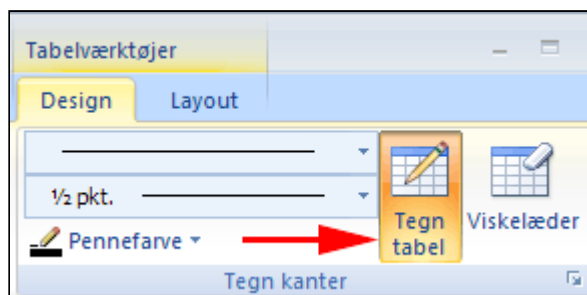 Tabelværktøjer
Design Layout
½ pkt.
Pennefarve
Tegn tabel
Viskelæder
Tegn kanter